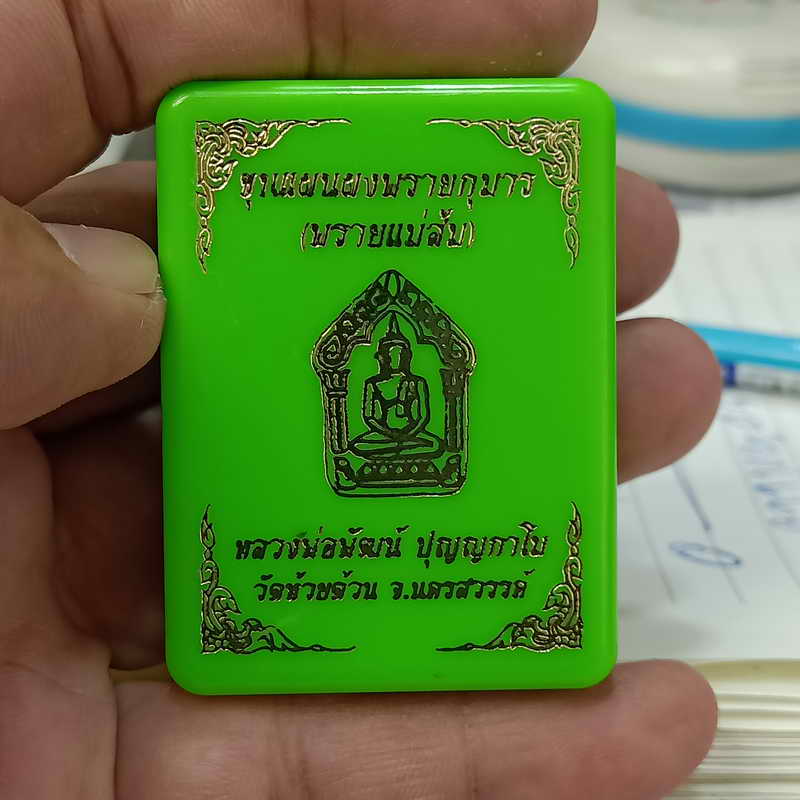 ขุนแผนผงพรายกุมาร
(พรายแม่ส้ม)
หลวงพ่อพัฒน์ ปุญญกาโม
วัดห้วยด้วน จ.นครสวรรค์